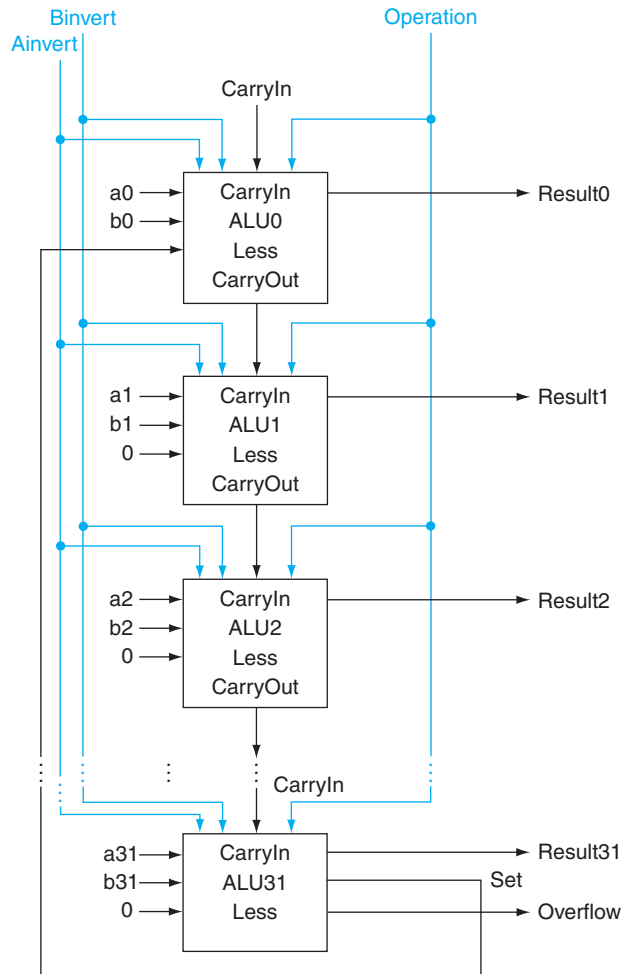 Binvert
Operation
Ainvert
CarryIn
a0
CarryIn
Result0
b0
ALU0
Less
CarryOut
a1
CarryIn
Result1
b1
ALU1
0
Less
CarryOut
a2
CarryIn
Result2
b2
ALU2
0
Less
CarryOut
CarryIn
a31
CarryIn
Result31
b31
ALU31
Set
0
Less
Overflow